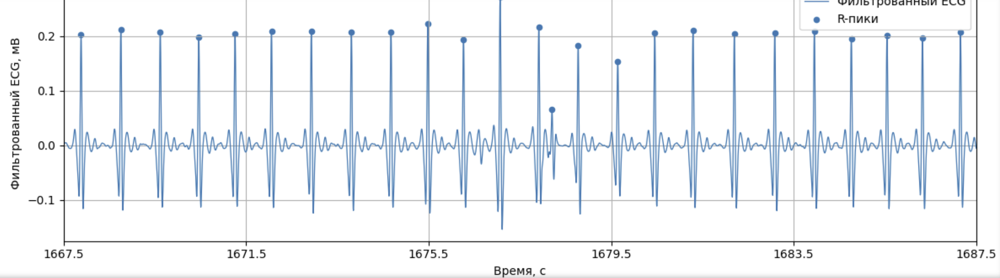 Фильтрованный ECG
R-пики
Фильтрованный ECG, мВ
0.2
0.1
0.0
−0.1
1667.5 1671.5 1675.5 1679.5 1683.5 1687.5
Время, с